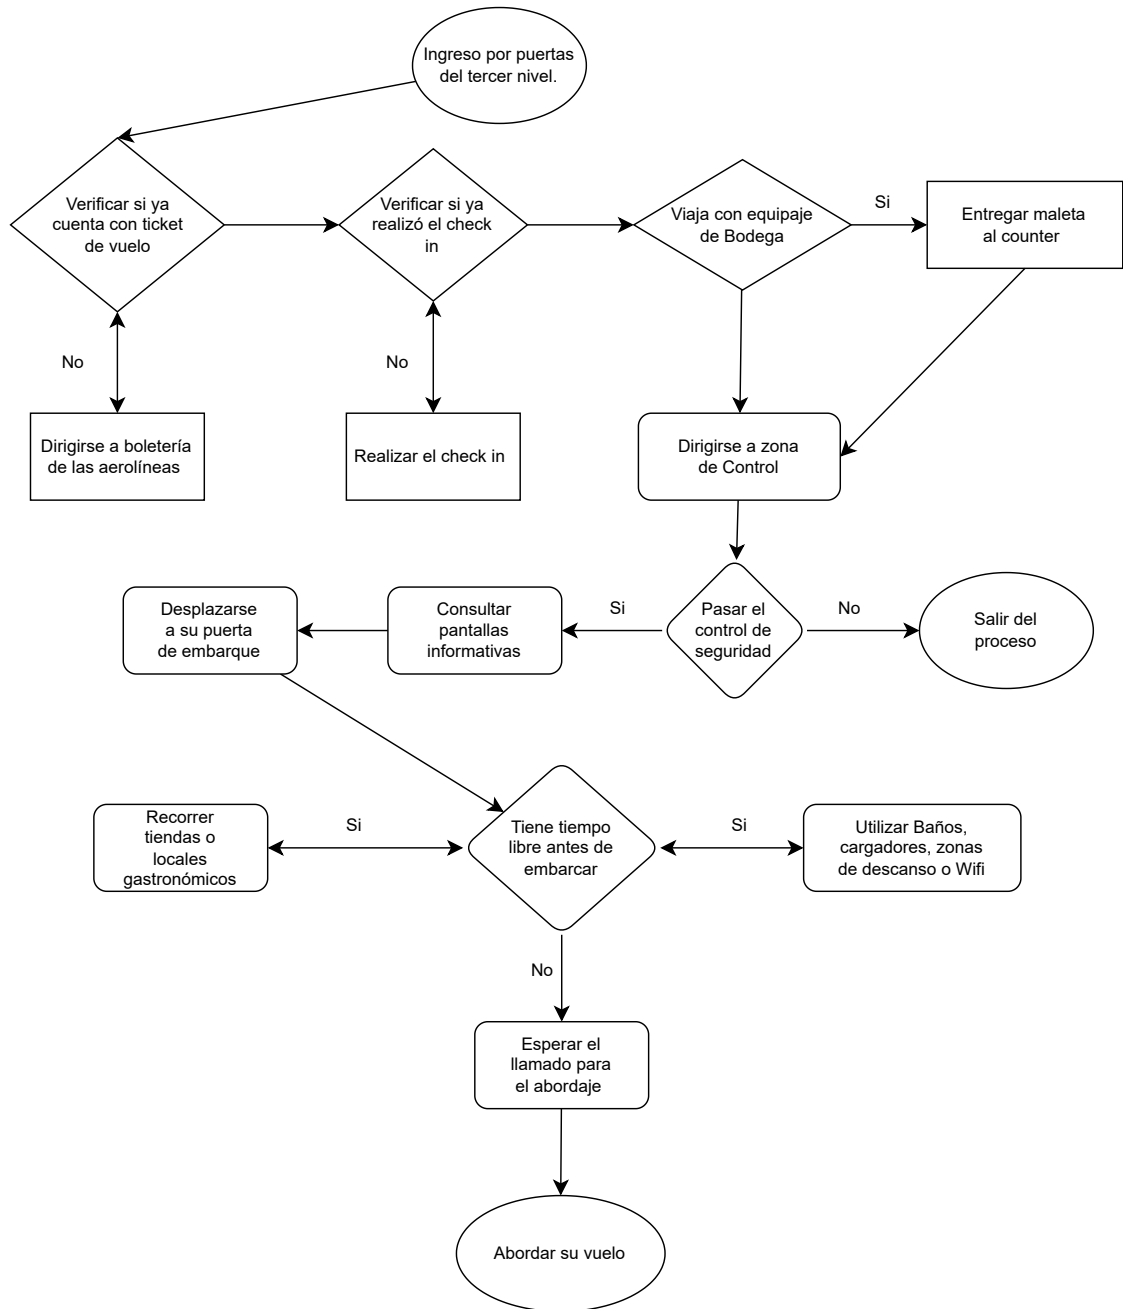 Ingreso por puertas
del tercer nivel.
Verificar si ya
cuenta con ticket
de vuelo
Verificar si ya
realizó el check
in
Viaja con equipaje
de Bodega
Si
Entregar maleta
al counter
No
No
Dirigirse a boletería
de las aerolíneas
Realizar el check in
Dirigirse a zona
de Control
Desplazarse
a su puerta
de embarque
Consultar
pantallas
informativas
Si
Pasar el
control de
seguridad
No
Salir del
proceso
Recorrer
tiendas o
locales
gastronómicos
Si
Tiene tiempo
libre antes de
embarcar
Si
Utilizar Baños,
cargadores, zonas
de descanso o Wifi
No
Esperar el
llamado para
el abordaje
Abordar su vuelo